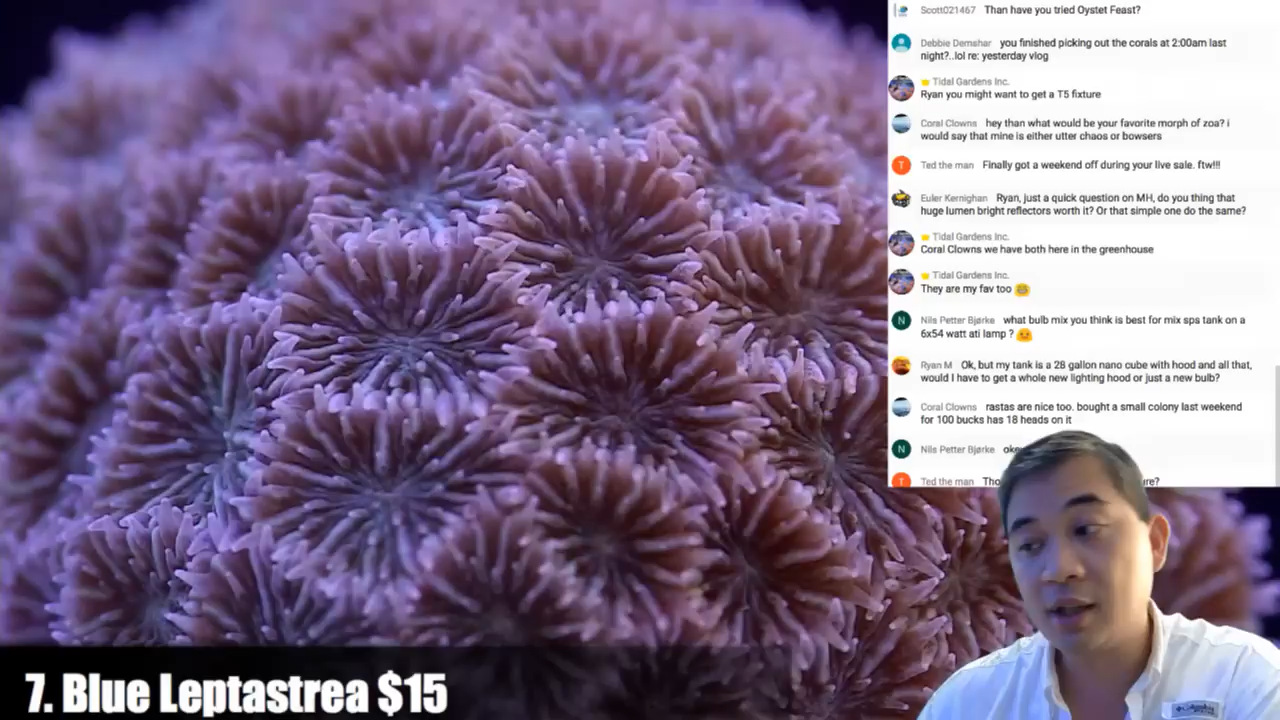 Scott021467 Than have you tried Oystet Feast?
Debbie Demshar you finished picking out the corals at 2:00am last
night?..lol re: yesterday vlog
Tidal Gardens Inc.
Ryan you might want to get a T5 fixture
Coral Clowns hey than what would be your favorite morph of zoa? i
would say that mine is either utter chaos or bowsers
Ted the man Finally got a weekend off during your live sale. ftw!!!
Euler Kernighan Ryan, just a quick question on MH, do you thing that
huge lumen bright reflectors worth it? Or that simple one do the same?
Tidal Gardens Inc.
Coral Clowns we have both here in the greenhouse
Tidal Gardens Inc.
They are my fav too
Nils Petter Bjørke what bulb mix you think is best for mix sps tank on a
6x54 watt ati lamp ?
Ryan M Ok, but my tank is a 28 gallon nano cube with hood and all that,
would I have to get a whole new lighting hood or just a new bulb?
Coral Clowns rastas are nice too. bought a small colony last weekend
for 100 bucks has 18 heads on it
Nils Petter Bjørke
Ted the man
7. Blue Leptastrea $15
Columbia